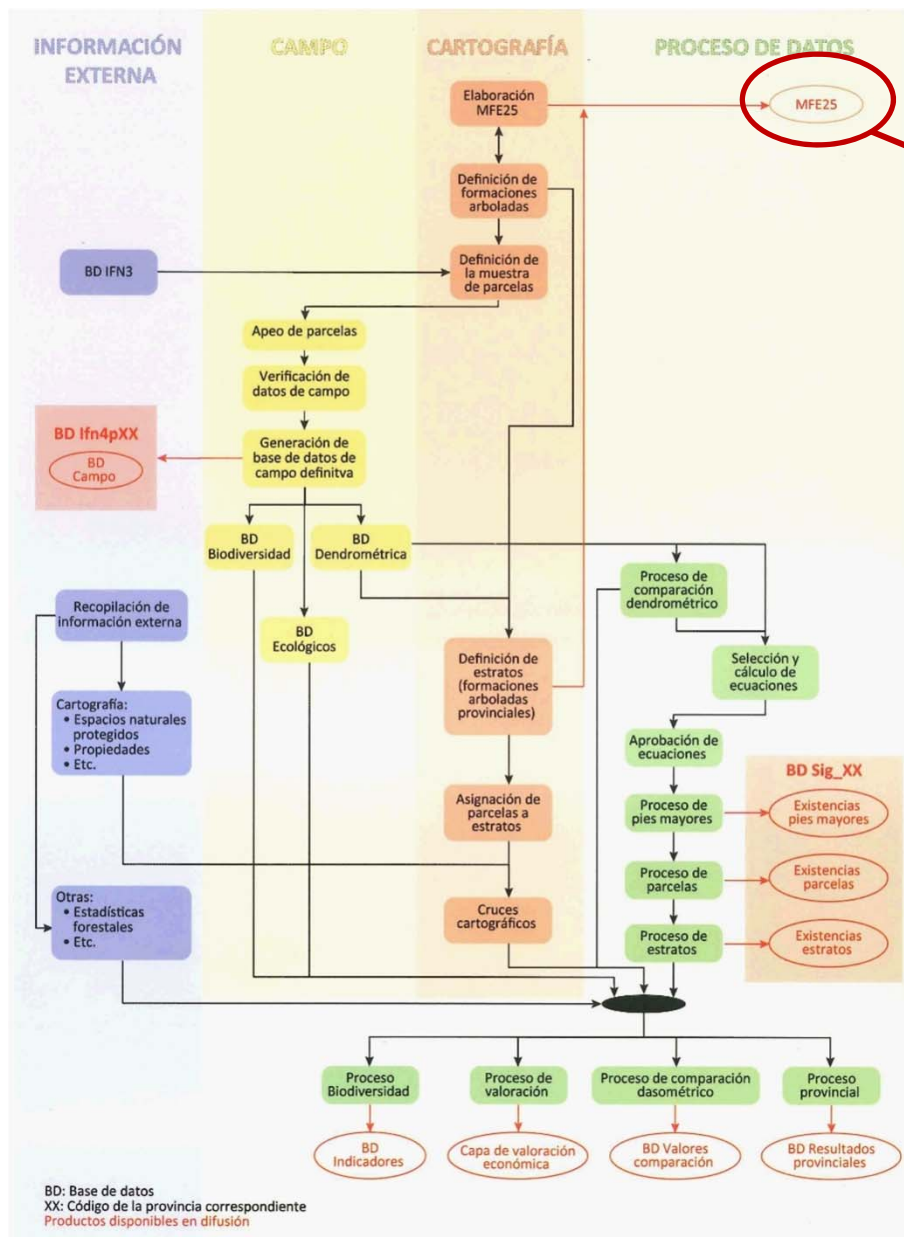 INFORMACIÓN
EXTERNA
CAMPO
CARTOGRAFÍA
PROCESO DE DATOS
Elaboración
MFE25
MFE25
Definición de
formaciones
arboladas
BD IFN3
Definición de
la muestra
de parcelas
Apeo de parcelas
Verificación de
datos de campo
BD Ifn4pXX
BD
Campo
Generación de
base de datos de
campo definitva
BD
Biodiversidad
BD
Dendrométrica
Proceso de
comparación
dendrométrico
Recopilación de
información externa
BD
Ecológicos
Definición de
estratos
(formaciones
arboladas
provinciales)
Selección y
cálculo de
ecuaciones
Cartografía:
• Espacios naturales
protegidos
• Propiedades
• Etc.
Aprobación de
ecuaciones
BD Sig_XX
Asignación de
parcelas a
estratos
Proceso de
pies mayores
Existencias
pies mayores
Proceso de
parcelas
Existencias
parcelas
Otras:
• Estadísticas
forestales
• Etc.
Cruces
cartográficos
Proceso de
estratos
Existencias
estratos
Proceso
Biodiversidad
Proceso de
valoración
Proceso de comparación
dasométrico
Proceso
provincial
BD
Indicadores
Capa de valoración
económica
BD Valores
comparación
BD Resultados
provinciales
BD: Base de datos
XX: Código de la provincia correspondiente
Productos disponibles en difusión